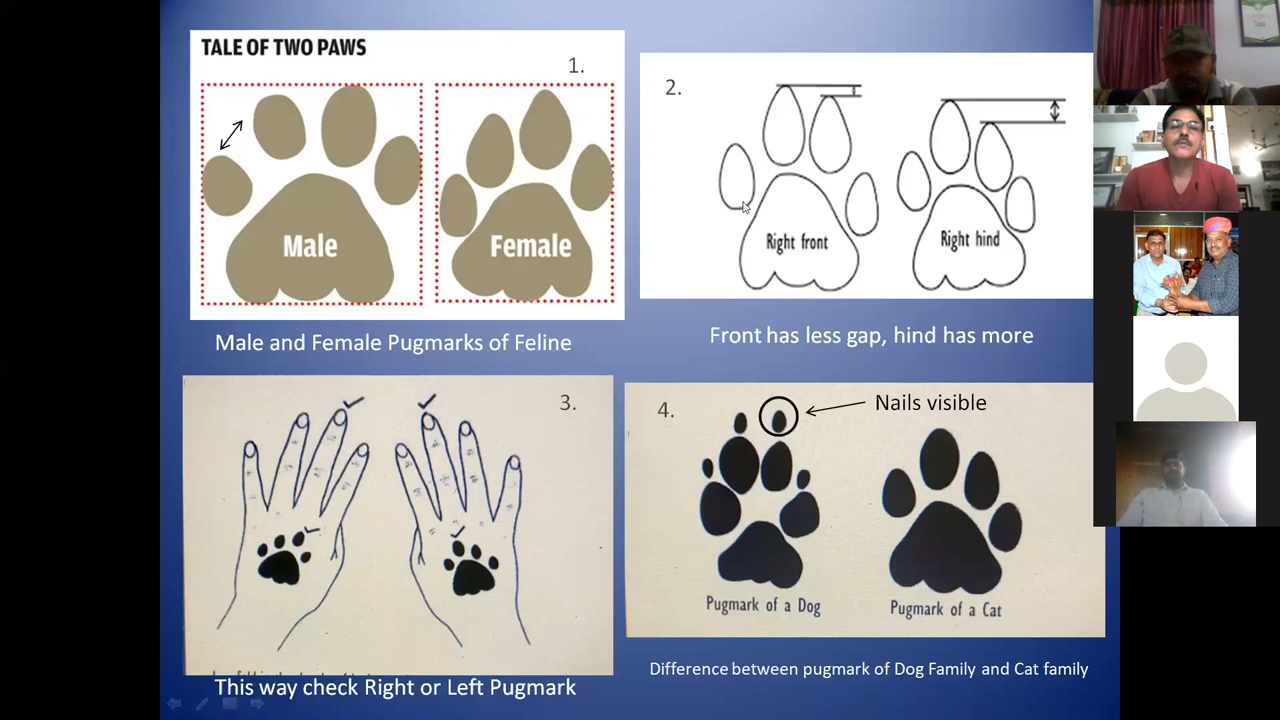 TALE OF TWO PAWS
1.
Male
Female
Male and Female Pugmarks of Feline
2.
Right front
Right hind
Front has less gap, hind has more
3.
This way check Right or Left Pugmark
4.
Nails visible
Pugmark of a Dog
Pugmark of a Cat
Difference between pugmark of Dog Family and Cat family